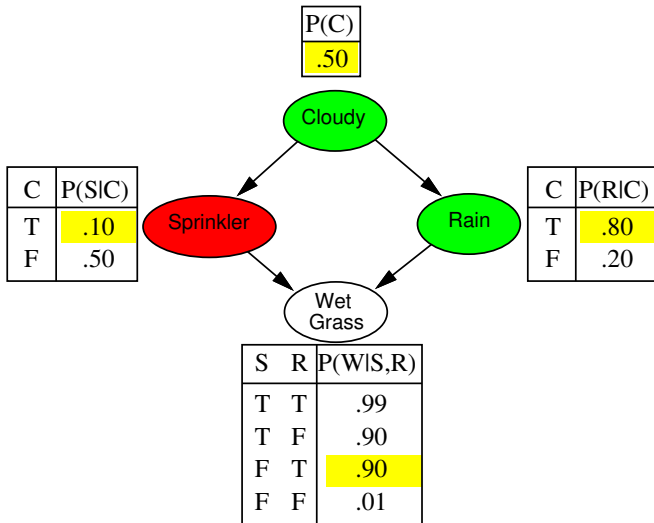 P(C)
.50
Cloudy
C P(S|C)
T .10
F .50
Sprinkler
Rain
C P(R|C)
T .80
F .20
Wet
Grass
S R P(W|S,R)
T T .99
T F .90
F T .90
F F .01